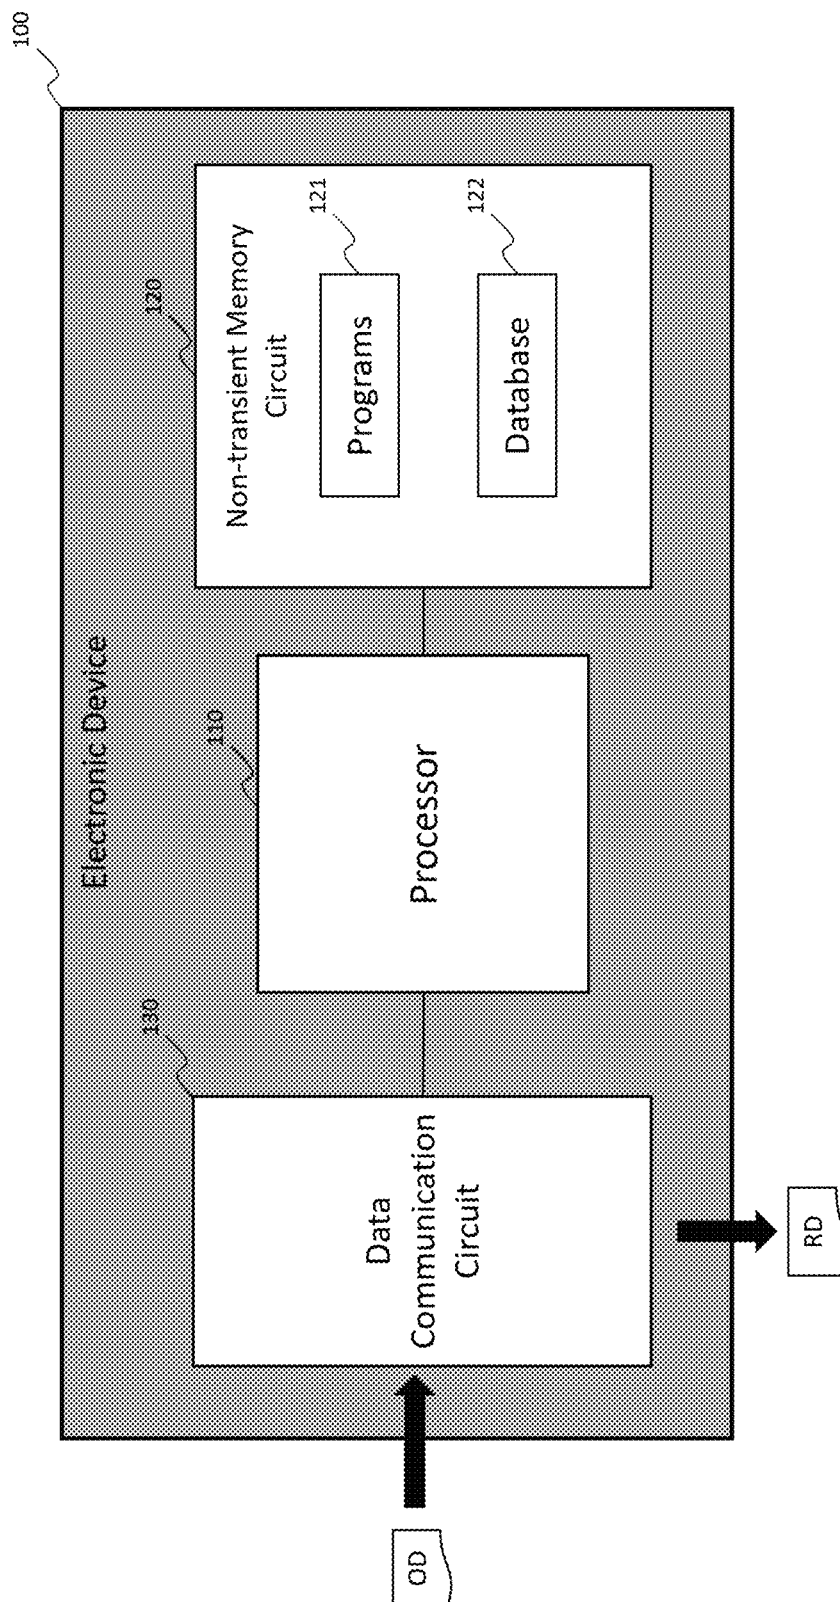 100
Electronic Device
130
Data
Communication
Circuit
110
Processor
120
Non-transient Memory
Circuit
121
Programs
122
Database
OD
RD